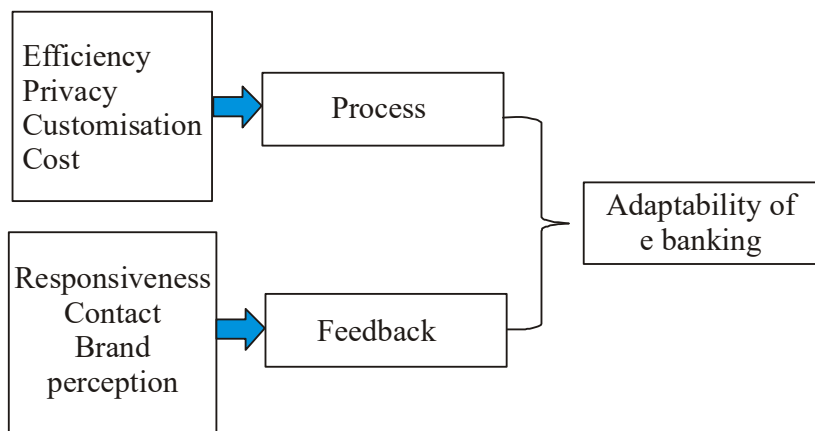 Efficiency
Privacy
Customisation
Cost
Process
Adaptability of
e banking
Responsiveness
Contact
Brand
perception
Feedback